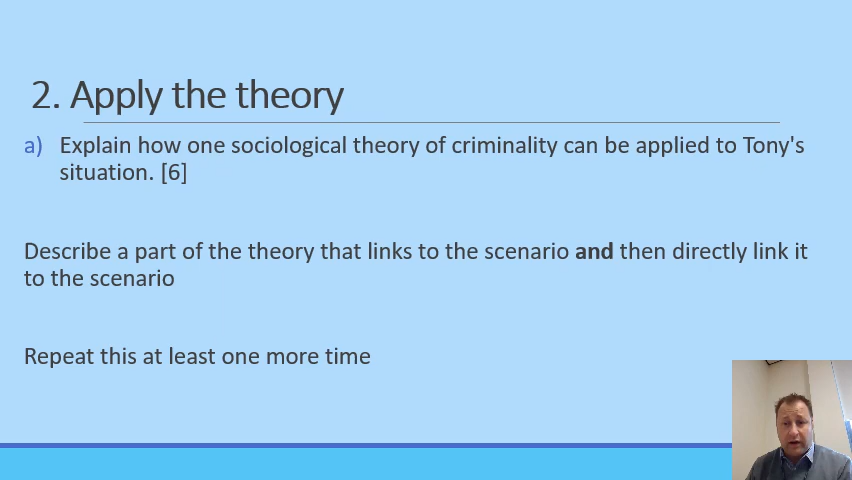 2. Apply the theory
a) Explain how one sociological theory of criminality can be applied to Tony's
situation. [6]
Describe a part of the theory that links to the scenario and then directly link it
to the scenario
Repeat this at least one more time